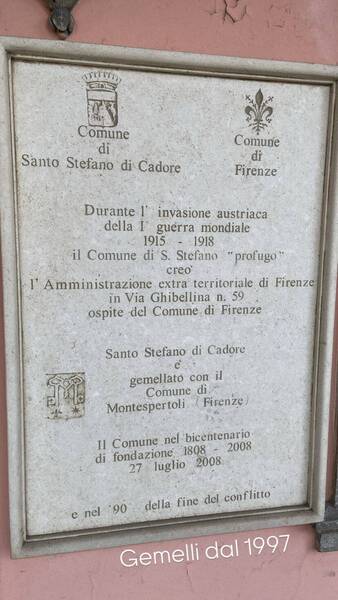 Comune
di
Santo Stefano di Cadore
Comune
di
Firenze
Durante l' invasione austriaca
della I° guerra mondiale
1915 - 1918
il Comune di S. Stefano "profugo"
creo'
l'Amministrazione extra territoriale di Firenze
in Via Ghibellina n. 59
ospite del Comune di Firenze
Santo Stefano di Cadore
e'
gemellato con il
Comune di
Montespertoli (Firenze)
Il Comune nel bicentenario
di fondazione 1808 - 2008
27 luglio 2008
e nel '90 della fine del conflitto
Gemelli dal 1997